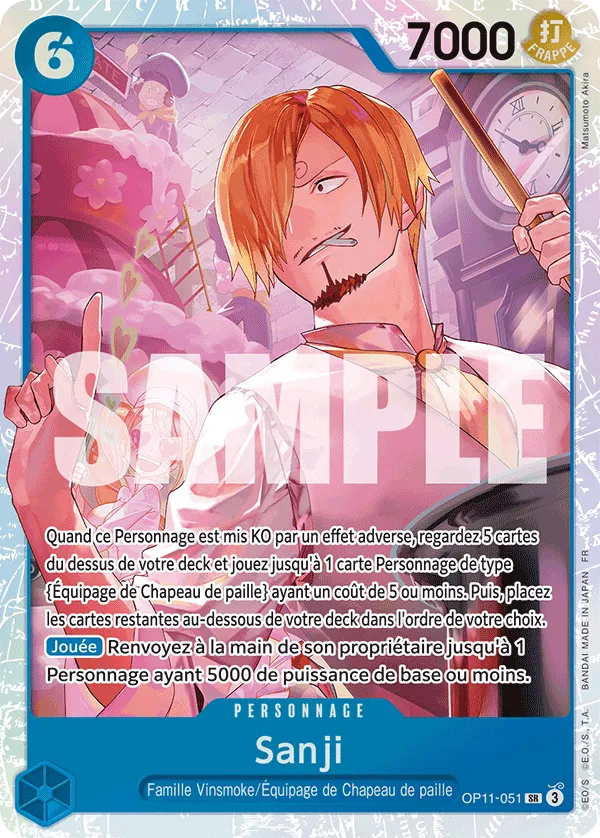 6
7000
打
FRAPPE
Matsumoto Akira
SAMPLE
Quand ce Personnage est mis KO par un effet adverse, regardez 5 cartes
du dessus de votre deck et jouez jusqu'à 1 carte Personnage de type
{Équipage de Chapeau de paille} ayant un coût de 5 ou moins. Puis, placez
les cartes restantes au-dessous de votre deck dans l'ordre de votre choix.
Jouée Renvoyez à la main de son propriétaire jusqu'à 1
Personnage ayant 5000 de puissance de base ou moins.
PERSONNAGE
Sanji
Famille Vinsmoke/Équipage de Chapeau de paille
OP11-051 SR 3
©E.O/S ©E.O./S., T.A. BANDAI MADE IN JAPAN FR